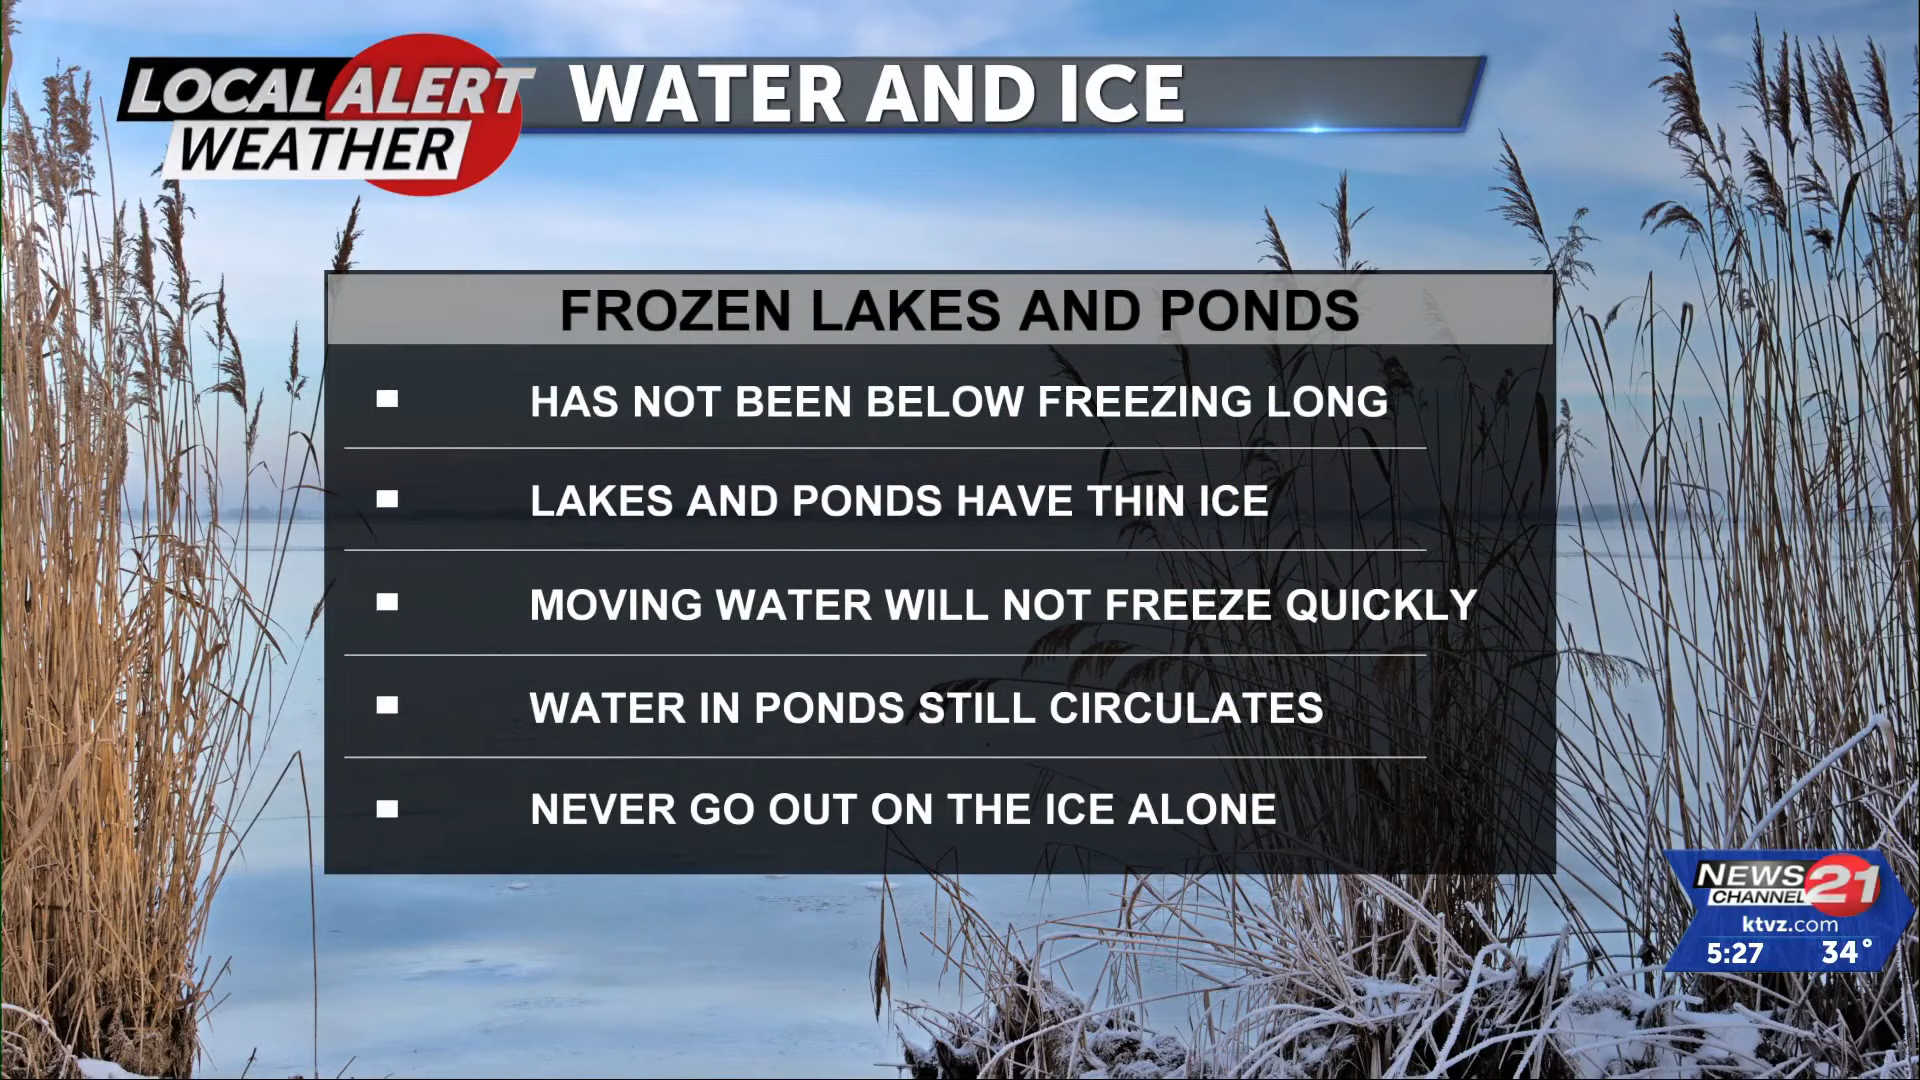 LOCAL ALERT
WEATHER
WATER AND ICE
FROZEN LAKES AND PONDS
HAS NOT BEEN BELOW FREEZING LONG
LAKES AND PONDS HAVE THIN ICE
MOVING WATER WILL NOT FREEZE QUICKLY
WATER IN PONDS STILL CIRCULATES
NEVER GO OUT ON THE ICE ALONE
NEWS
CHANNEL 21
ktvz.com
5:27 34°